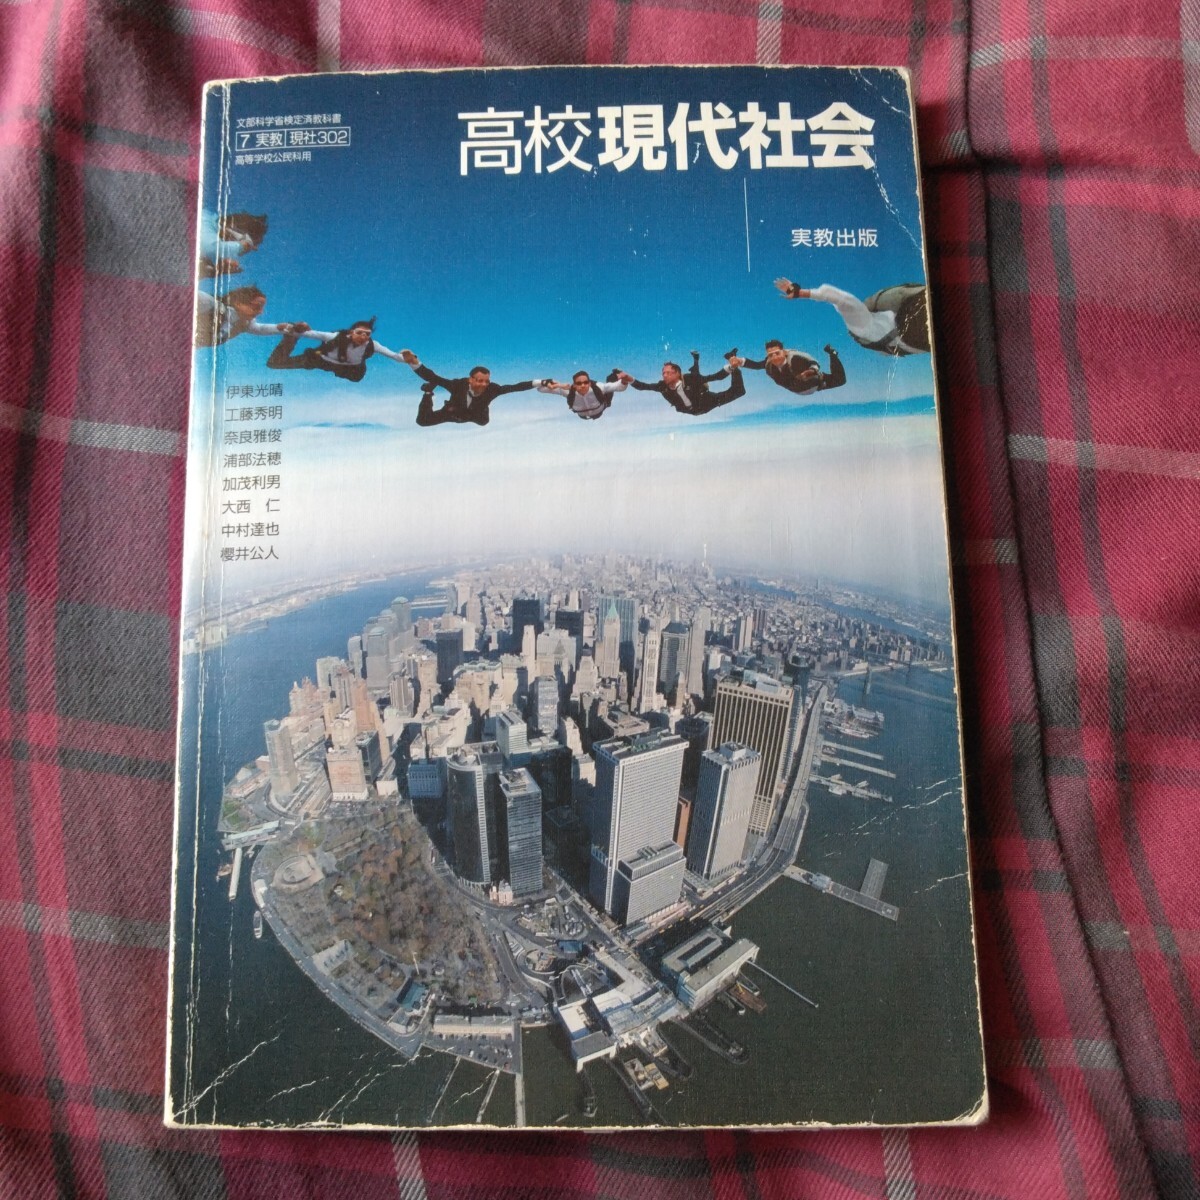 文部科学省検定済教科書
7 実教 現社302
高等学校公民科用
高校現代社会
実教出版
伊東光晴
工藤秀明
奈良雅俊
浦部法穂
加茂利男
大西 仁
中村達也
櫻井公人